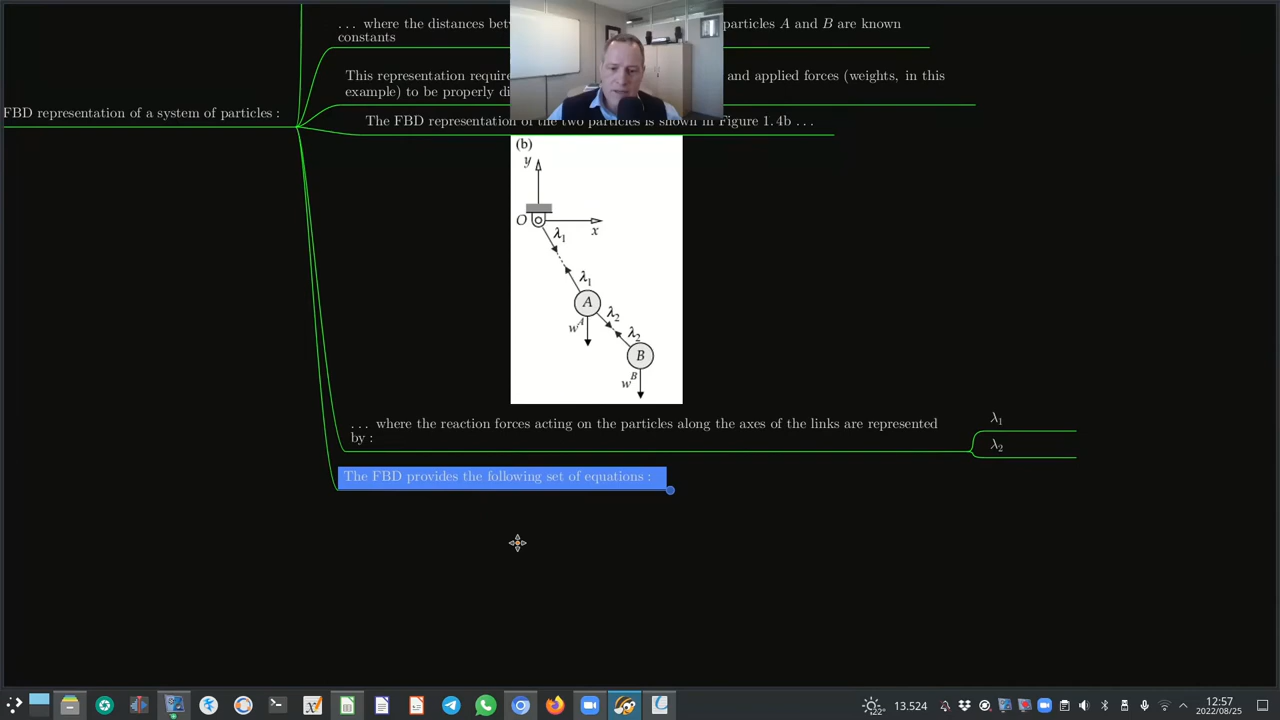 ... where the distances bet
particles A and B are known
constants
This representation require
and applied forces (weights, in this
example) to be properly di
FBD representation of a system of particles :
The FBD representation of the two particles is shown in Figure 1.4b ...
(b)
y
O
x
λ1
λ1
A
λ2
wA
λ2
B
wB
... where the reaction forces acting on the particles along the axes of the links are represented
by :
λ1
λ2
The FBD provides the following set of equations :
22°
13.524
12:57
2022/08/25